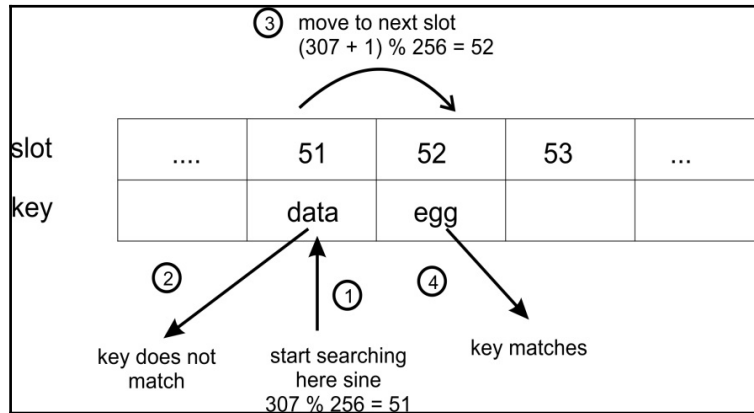 3 move to next slot
(307 + 1) % 256 = 52
slot .... 51 52 53 ...
key data egg
2
1
4
key does not
match
start searching
here sine
307 % 256 = 51
key matches